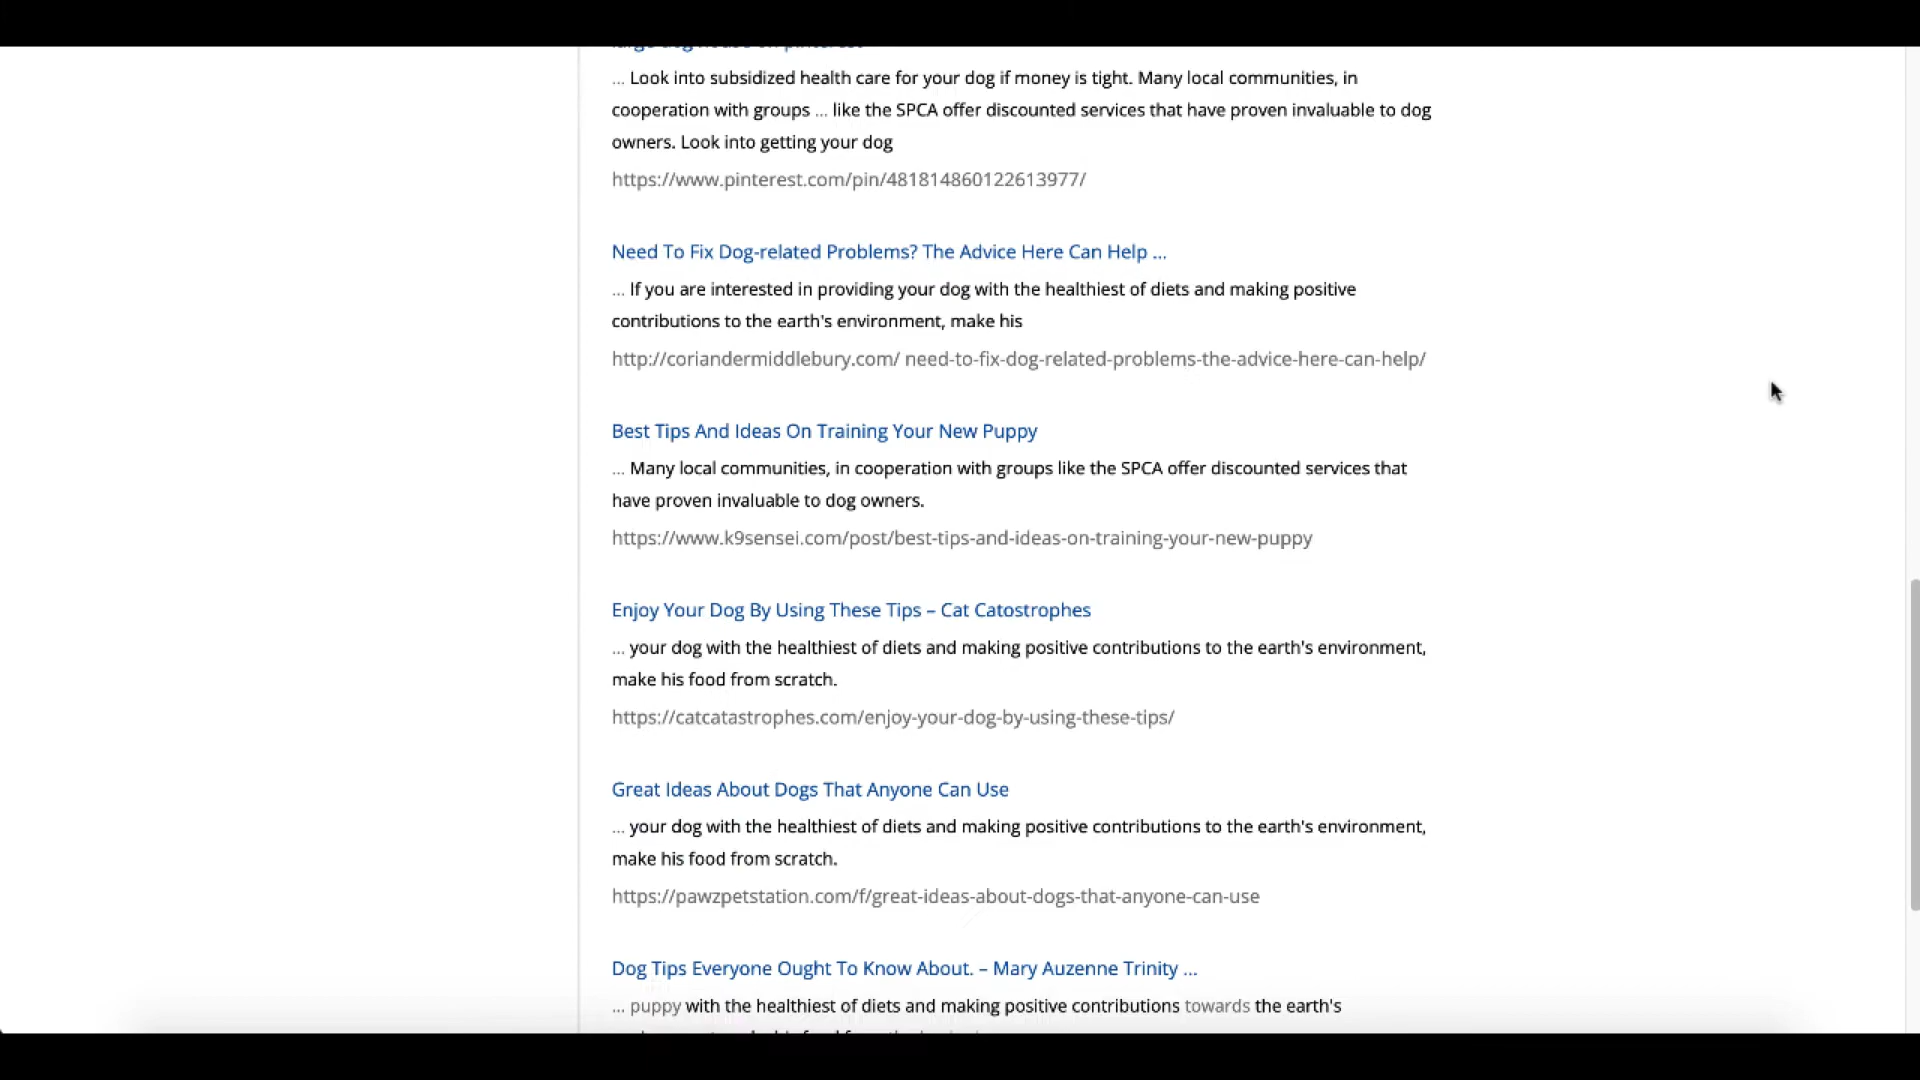 ... Look into subsidized health care for your dog if money is tight. Many local communities, in
cooperation with groups ... like the SPCA offer discounted services that have proven invaluable to dog
owners. Look into getting your dog
https://www.pinterest.com/pin/481814860122613977/
Need To Fix Dog-related Problems? The Advice Here Can Help ...
... If you are interested in providing your dog with the healthiest of diets and making positive
contributions to the earth's environment, make his
http://coriandermiddlebury.com/ need-to-fix-dog-related-problems-the-advice-here-can-help/
Best Tips And Ideas On Training Your New Puppy
... Many local communities, in cooperation with groups like the SPCA offer discounted services that
have proven invaluable to dog owners.
https://www.k9sensei.com/post/best-tips-and-ideas-on-training-your-new-puppy
Enjoy Your Dog By Using These Tips – Cat Catostrophes
... your dog with the healthiest of diets and making positive contributions to the earth's environment,
make his food from scratch.
https://catcatastrophes.com/enjoy-your-dog-by-using-these-tips/
Great Ideas About Dogs That Anyone Can Use
... your dog with the healthiest of diets and making positive contributions to the earth's environment,
make his food from scratch.
https://pawzpetstation.com/f/great-ideas-about-dogs-that-anyone-can-use
Dog Tips Everyone Ought To Know About. – Mary Auzenne Trinity ...
... puppy with the healthiest of diets and making positive contributions towards the earth's